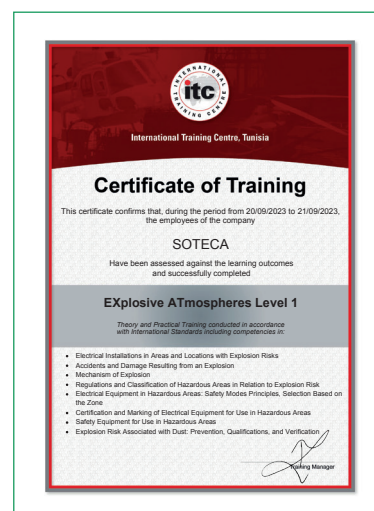 INTERNATIONAL
itc
TRAINING CENTRE
International Training Centre, Tunisia
Certificate of Training
This certificate confirms that, during the period from 20/09/2023 to 21/09/2023,
the employees of the company
SOTECA
Have been assessed against the learning outcomes
and successfully completed
EXplosive ATmospheres Level 1
Theory and Practical Training conducted in accordance
with International Standards including competencies in:
• Electrical Installations in Areas and Locations with Explosion Risks
• Accidents and Damage Resulting from an Explosion
• Mechanism of Explosion
• Regulations and Classification of Hazardous Areas in Relation to Explosion Risk
• Electrical Equipment in Hazardous Areas: Safety Modes Principles, Selection Based on
the Zone
• Certification and Marking of Electrical Equipment for Use in Hazardous Areas
• Safety Equipment for Use in Hazardous Areas
• Explosion Risk Associated with Dust: Prevention, Qualifications, and Verification
Training Manager